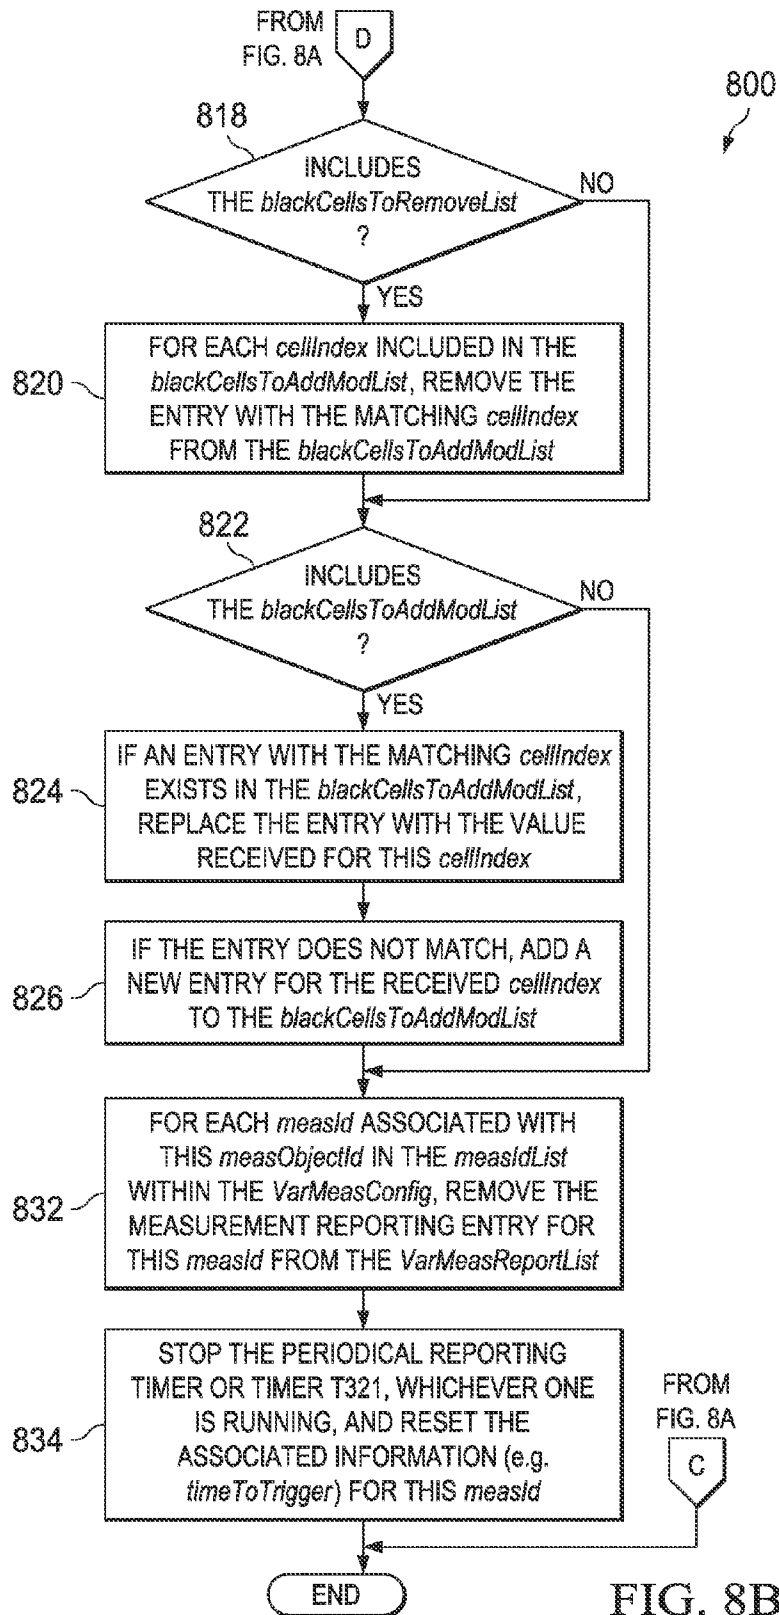 FROM
FIG. 8A
D
800
818
INCLUDES
THE blackCellsToRemoveList
?
NO
YES
820
FOR EACH cellIndex INCLUDED IN THE
blackCellsToAddModList, REMOVE THE
ENTRY WITH THE MATCHING cellIndex
FROM THE blackCellsToAddModList
822
INCLUDES
THE blackCellsToAddModList
?
NO
YES
824
IF AN ENTRY WITH THE MATCHING cellIndex
EXISTS IN THE blackCellsToAddModList,
REPLACE THE ENTRY WITH THE VALUE
RECEIVED FOR THIS cellIndex
826
IF THE ENTRY DOES NOT MATCH, ADD A
NEW ENTRY FOR THE RECEIVED cellIndex
TO THE blackCellsToAddModList
832
FOR EACH measId ASSOCIATED WITH
THIS measObjectId IN THE measIdList
WITHIN THE VarMeasConfig, REMOVE THE
MEASUREMENT REPORTING ENTRY FOR
THIS measId FROM THE VarMeasReportList
834
STOP THE PERIODICAL REPORTING
TIMER OR TIMER T321, WHICHEVER ONE
IS RUNNING, AND RESET THE
ASSOCIATED INFORMATION (e.g.
timeToTrigger) FOR THIS measId
FROM
FIG. 8A
C
END
FIG. 8B